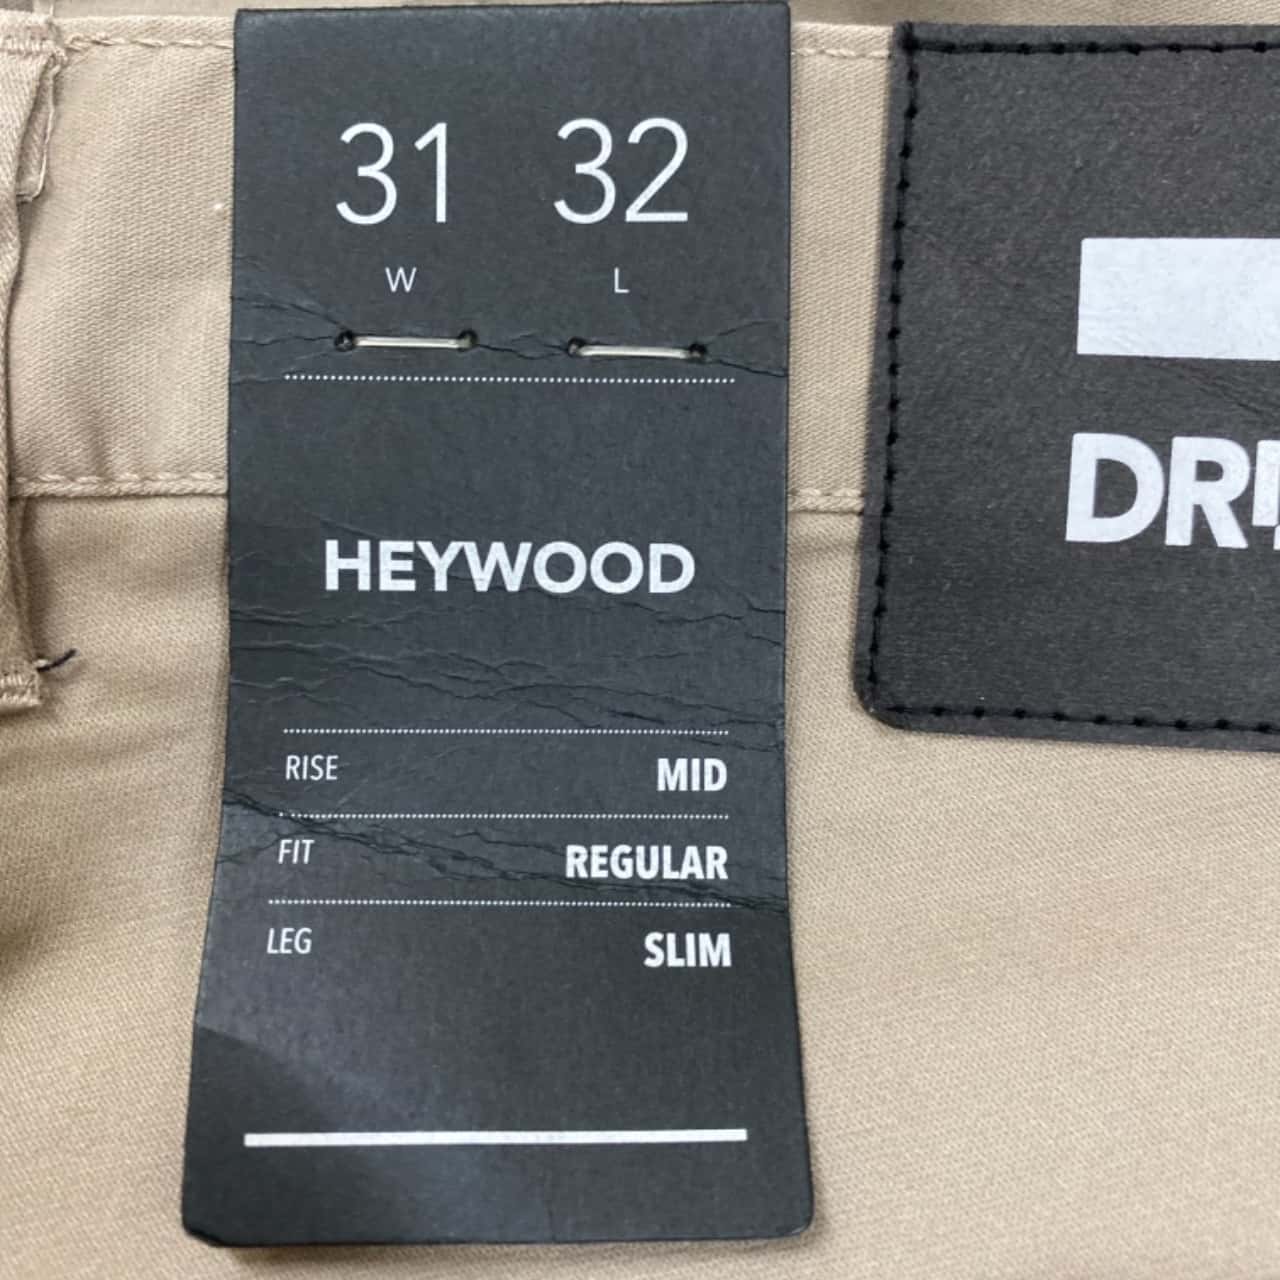 31 32
W L
HEYWOOD
RISE MID
FIT REGULAR
LEG SLIM